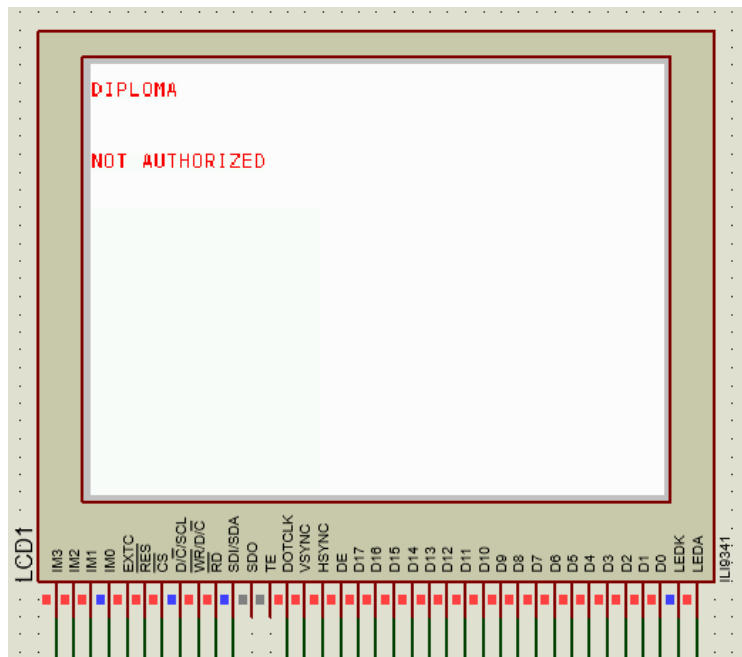 DIPLOMA
NOT AUTHORIZED
LCD1
IM3
IM2
IM1
IM0
EXTC
RES
CS
D/C/SCL
WR/D/C
RD
SDI/SDA
SDO
TE
DOTCLK
VSYNC
HSYNC
DE
D17
D16
D15
D14
D13
D12
D11
D10
D9
D8
D7
D6
D5
D4
D3
D2
D1
D0
LEDK
LEDA
ILI9341